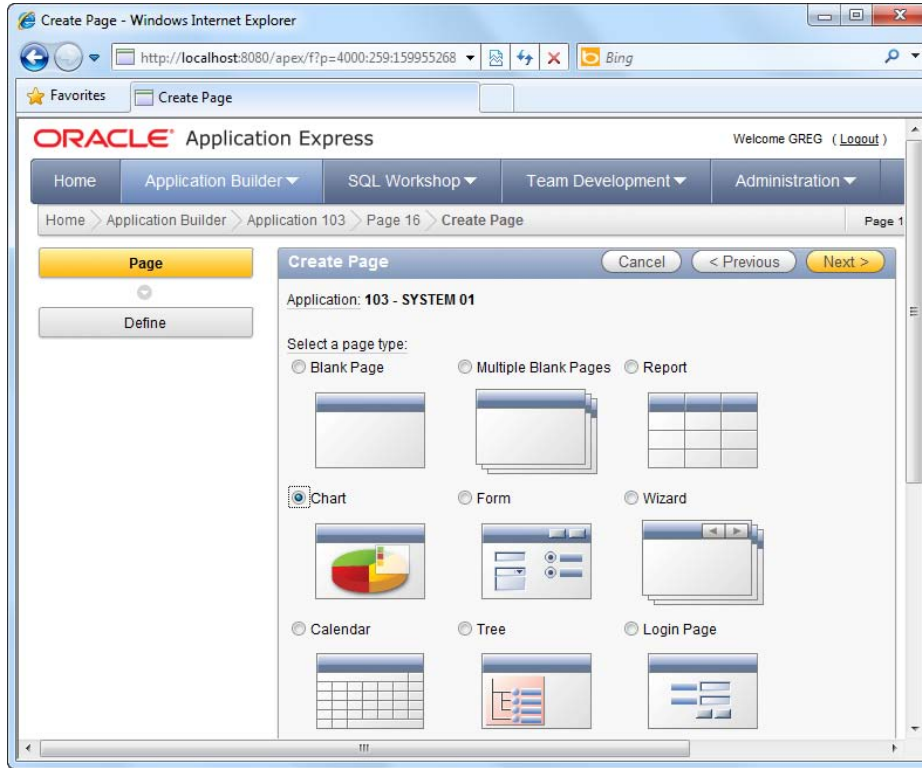 Create Page - Windows Internet Explorer
http://localhost:8080/apex/f?p=4000:259:159955268 Bing
Favorites Create Page
ORACLE Application Express Welcome GREG ( Logout )
Home Application Builder SQL Workshop Team Development Administration
Home Application Builder Application 103 Page 16 Create Page Page 1
Page Create Page Cancel < Previous Next >
Application: 103 - SYSTEM 01
Define
Select a page type:
Blank Page Multiple Blank Pages Report
Chart Form Wizard
Calendar Tree Login Page